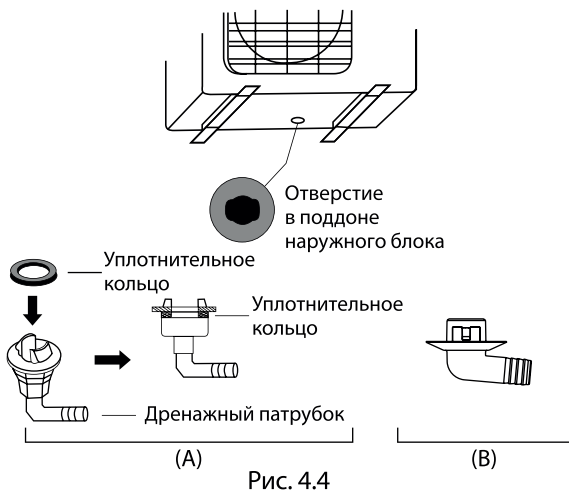 Отверстие
в поддоне
наружного блока
Уплотнительное
кольцо
Уплотнительное
кольцо
Дренажный патрубок
(A)
(B)
Рис. 4.4